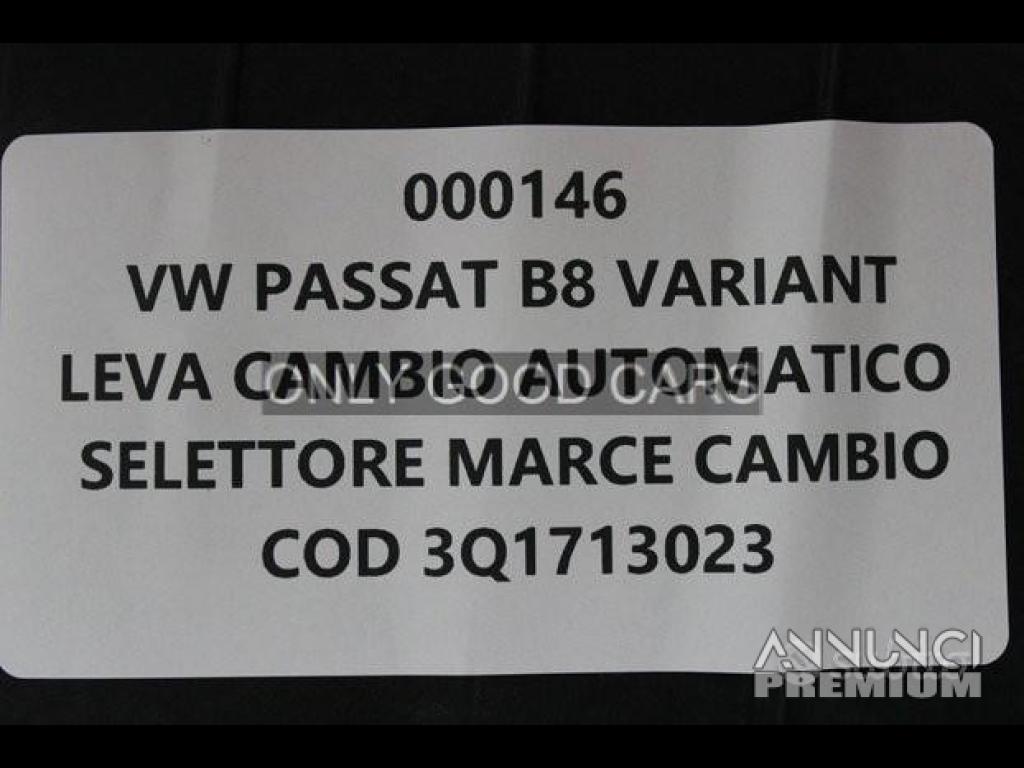 000146
VW PASSAT B8 VARIANT
LEVA CAMBIO AUTOMATICO
ONLY GOOD CARS
SELETTORE MARCE CAMBIO
COD 3Q1713023
ANNUNCI
PREMIUM